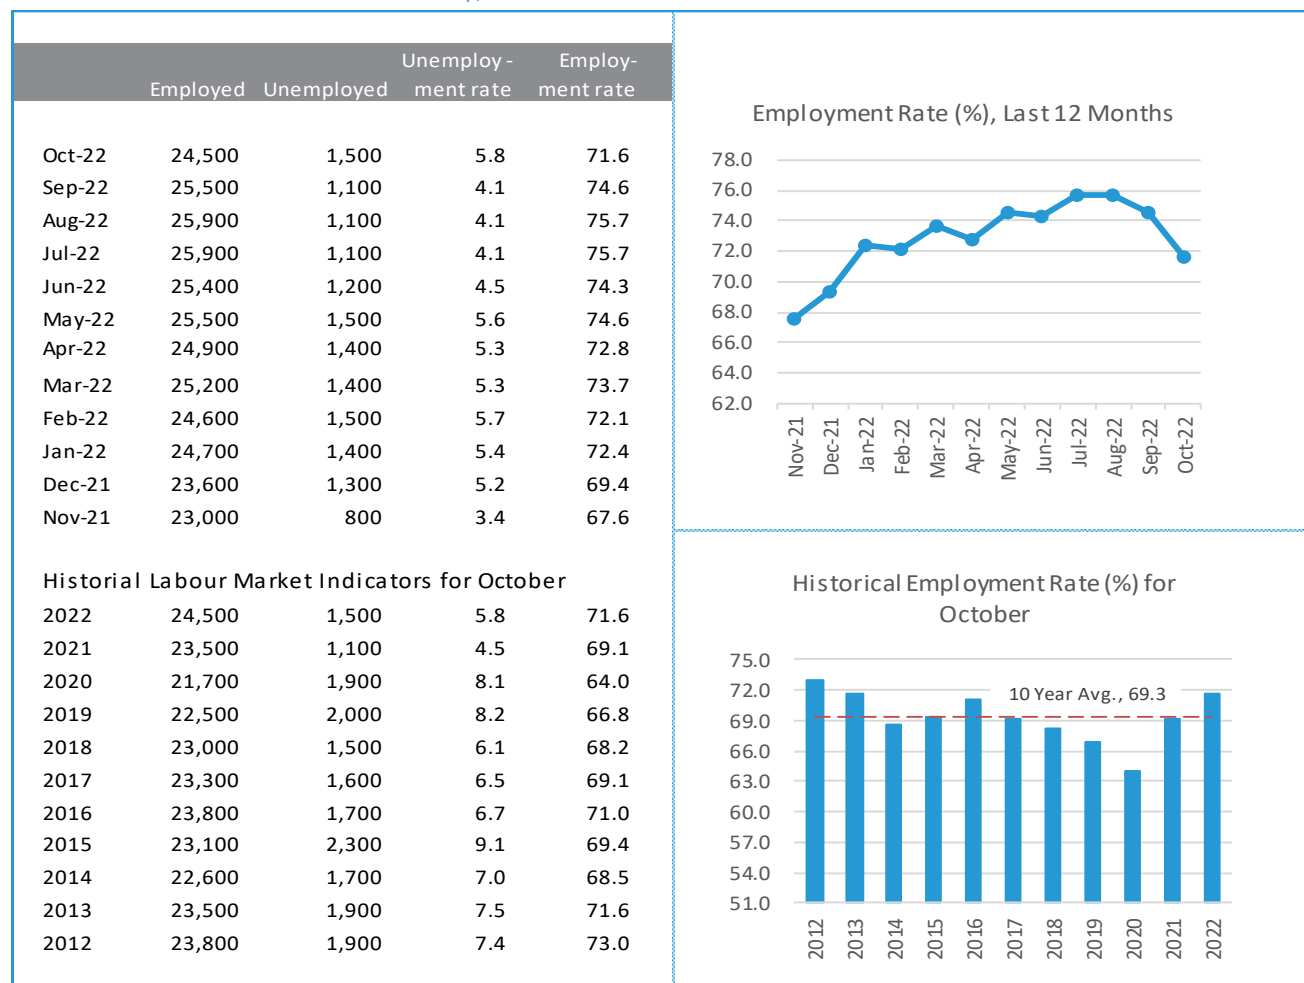 Unemploy - Employ-
Employed Unemployed ment rate ment rate
Oct-22 24,500 1,500 5.8 71.6
Sep-22 25,500 1,100 4.1 74.6
Aug-22 25,900 1,100 4.1 75.7
Jul-22 25,900 1,100 4.1 75.7
Jun-22 25,400 1,200 4.5 74.3
May-22 25,500 1,500 5.6 74.6
Apr-22 24,900 1,400 5.3 72.8
Mar-22 25,200 1,400 5.3 73.7
Feb-22 24,600 1,500 5.7 72.1
Jan-22 24,700 1,400 5.4 72.4
Dec-21 23,600 1,300 5.2 69.4
Nov-21 23,000 800 3.4 67.6
Historial Labour Market Indicators for October
2022 24,500 1,500 5.8 71.6
2021 23,500 1,100 4.5 69.1
2020 21,700 1,900 8.1 64.0
2019 22,500 2,000 8.2 66.8
2018 23,000 1,500 6.1 68.2
2017 23,300 1,600 6.5 69.1
2016 23,800 1,700 6.7 71.0
2015 23,100 2,300 9.1 69.4
2014 22,600 1,700 7.0 68.5
2013 23,500 1,900 7.5 71.6
2012 23,800 1,900 7.4 73.0
Employment Rate (%), Last 12 Months
78.0
76.0
74.0
72.0
70.0
68.0
66.0
64.0
62.0
Nov-21 Dec-21 Jan-22 Feb-22 Mar-22 Apr-22 May-22 Jun-22 Jul-22 Aug-22 Sep-22 Oct-22
Historical Employment Rate (%) for
October
75.0
72.0
69.0
66.0
63.0
60.0
57.0
54.0
51.0
10 Year Avg., 69.3
2012 2013 2014 2015 2016 2017 2018 2019 2020 2021 2022